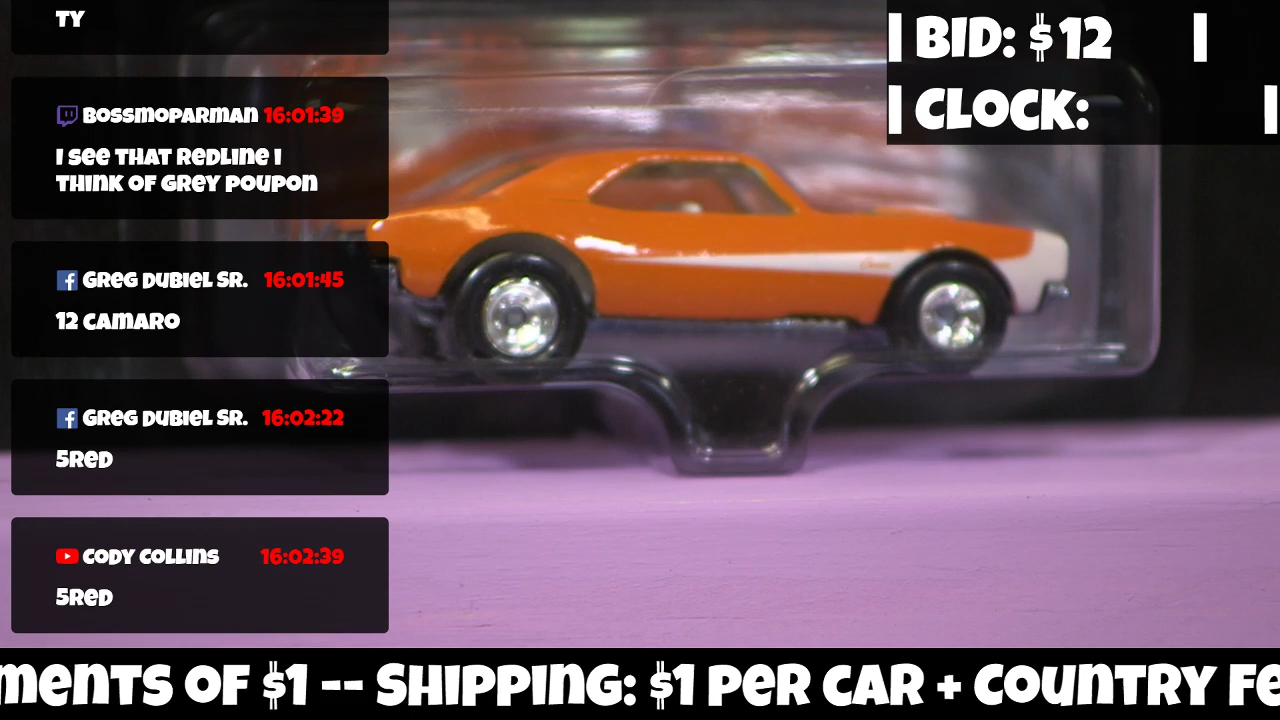 TY
Bossmoparman 16:01:39
I see that redline I
think of grey poupon
Greg Dubiel Sr. 16:01:45
12 camaro
Greg Dubiel Sr. 16:02:22
5Red
Cody Collins 16:02:39
5Red
| BID: $12 |
| CLOCK: |
ments of $1 -- Shipping: $1 per car + Country Fe